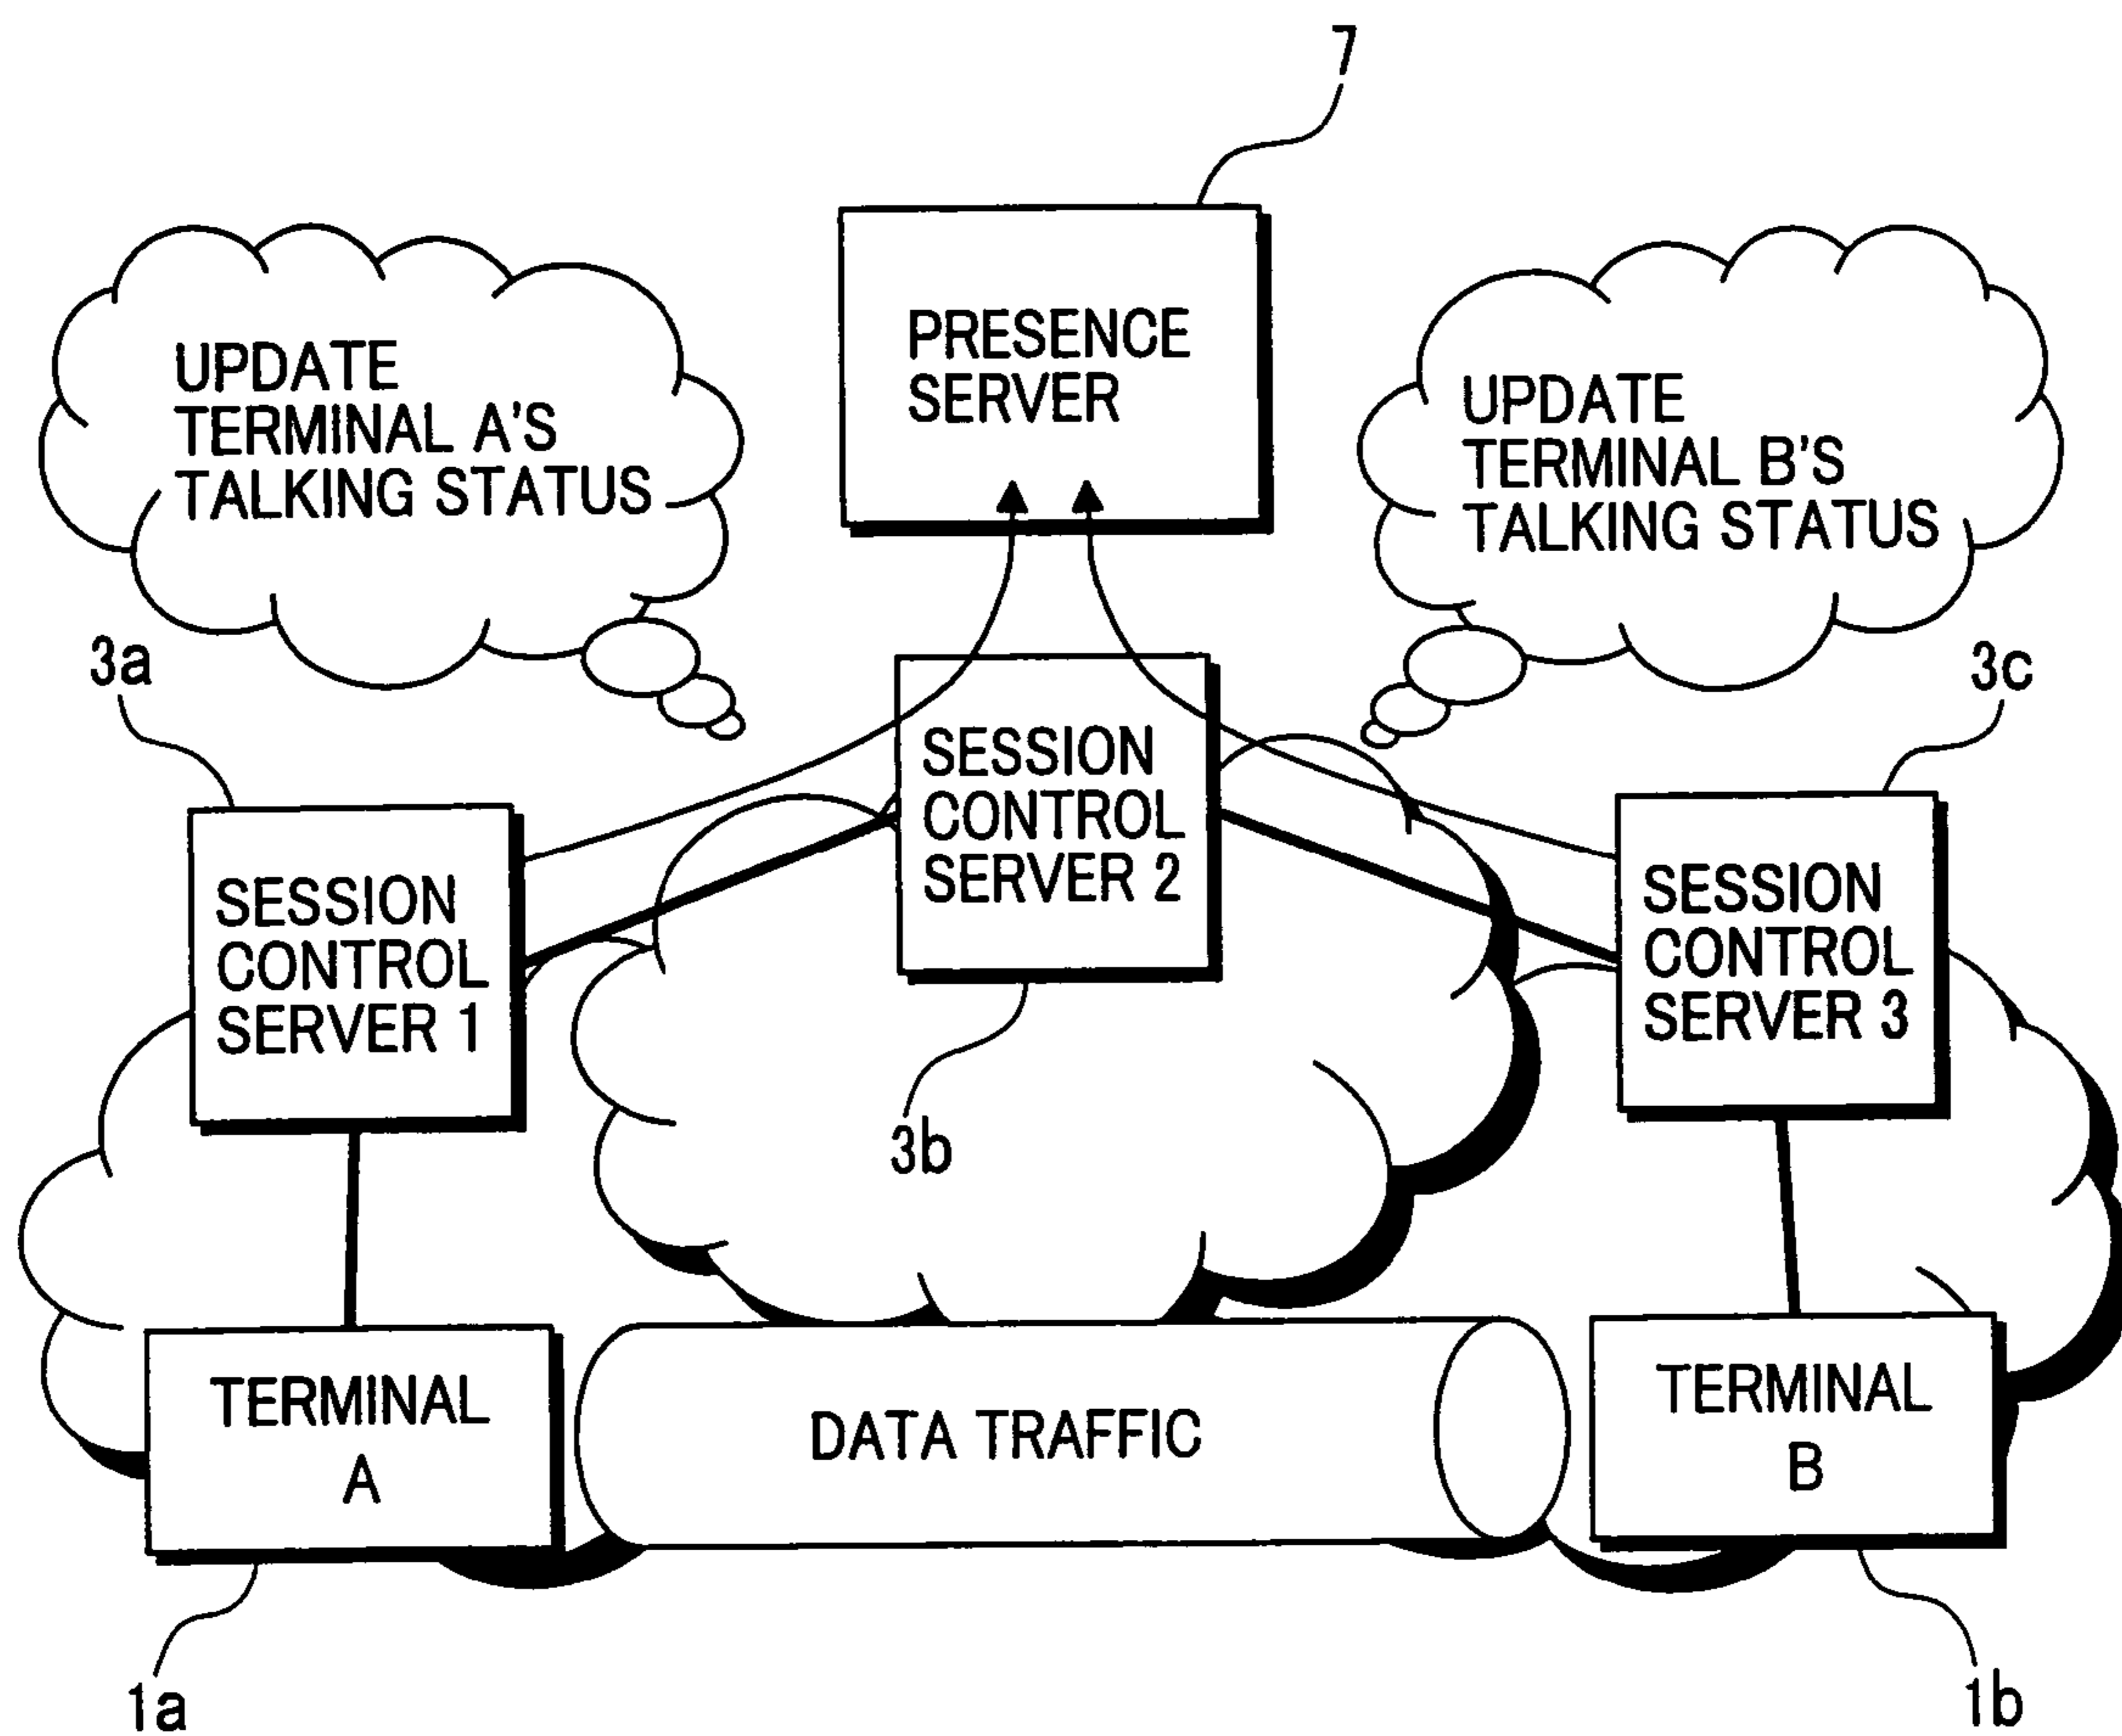 7
PRESENCE
SERVER
UPDATE
TERMINAL A'S
TALKING STATUS
UPDATE
TERMINAL B'S
TALKING STATUS
3a
3c
SESSION
CONTROL
SERVER 1
SESSION
CONTROL
SERVER 2
SESSION
CONTROL
SERVER 3
3b
TERMINAL
A
DATA TRAFFIC
TERMINAL
B
1a
1b